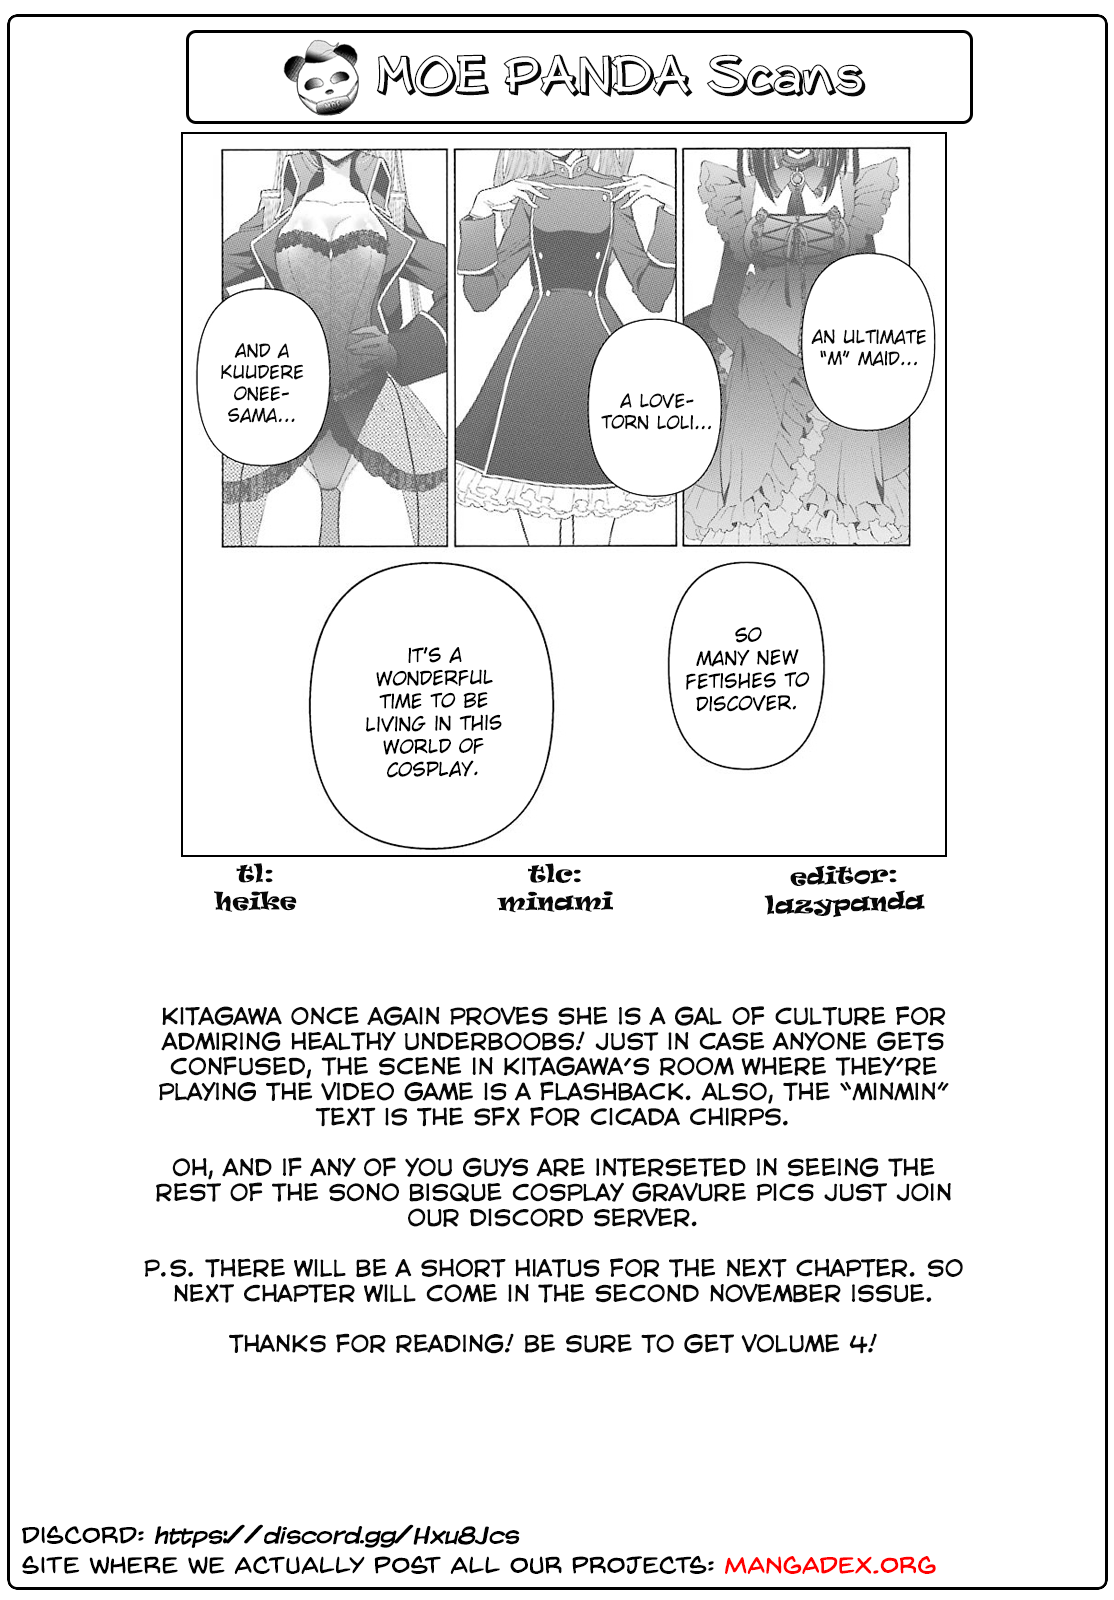 MOE PANDA Scans
AN ULTIMATE
"M" MAID...
A LOVE-
TORN LOLI...
AND A
KUUDERE
ONEE-
SAMA...
SO
MANY NEW
FETISHES TO
DISCOVER.
IT'S A
WONDERFUL
TIME TO BE
LIVING IN THIS
WORLD OF
COSPLAY.
tl:
heike
tlc:
minami
editor:
lazypanda
KITAGAWA ONCE AGAIN PROVES SHE IS A GAL OF CULTURE FOR
ADMIRING HEALTHY UNDERBOOBS! JUST IN CASE ANYONE GETS
CONFUSED, THE SCENE IN KITAGAWA'S ROOM WHERE THEY'RE
PLAYING THE VIDEO GAME IS A FLASHBACK. ALSO, THE "MINMIN"
TEXT IS THE SFX FOR CICADA CHIRPS.
OH, AND IF ANY OF YOU GUYS ARE INTERSETED IN SEEING THE
REST OF THE SONO BISQUE COSPLAY GRAVURE PICS JUST JOIN
OUR DISCORD SERVER.
P.S. THERE WILL BE A SHORT HIATUS FOR THE NEXT CHAPTER. SO
NEXT CHAPTER WILL COME IN THE SECOND NOVEMBER ISSUE.
THANKS FOR READING! BE SURE TO GET VOLUME 4!
DISCORD: https://discord.gg/Hxu8Jcs
SITE WHERE WE ACTUALLY POST ALL OUR PROJECTS: MANGADEX.ORG